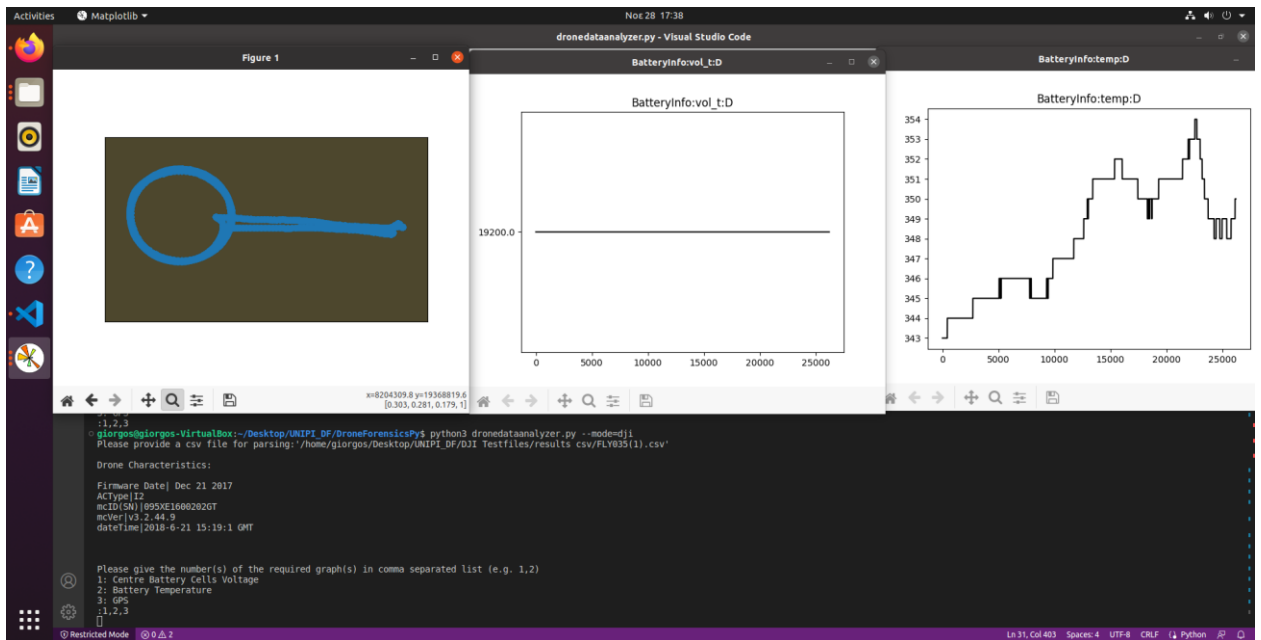 Activities
Matplotlib
Νοε 28 17:38
dronedataanalyzer.py - Visual Studio Code
Figure 1
x=8204309.8 y=19368819.6
[0.303, 0.281, 0.179, 1]
BatteryInfo:vol_t:D
BatteryInfo:vol_t:D
19200.0
0 5000 10000 15000 20000 25000
BatteryInfo:temp:D
BatteryInfo:temp:D
354
353
352
351
350
349
348
347
346
345
344
343
0 5000 10000 15000 20000 25000
:1,2,3
giorgos@giorgos-VirtualBox:~/Desktop/UNIPI_DF/DroneForensicsPy$ python3 dronedataanalyzer.py --mode=dji
Please provide a csv file for parsing:'/home/giorgos/Desktop/UNIPI_DF/DJI Testfiles/results csv/FLY035(1).csv'
Drone Characteristics:
Firmware Date| Dec 21 2017
ACType|I2
mcID(SN)|095XE1600202GT
mcVer|v3.2.44.9
dateTime|2018-6-21 15:19:1 GMT
Please give the number(s) of the required graph(s) in comma separated list (e.g. 1,2)
1: Centre Battery Cells Voltage
2: Battery Temperature
3: GPS
:1,2,3
Restricted Mode 0 2
Ln 31, Col 403 Spaces: 4 UTF-8 CRLF Python